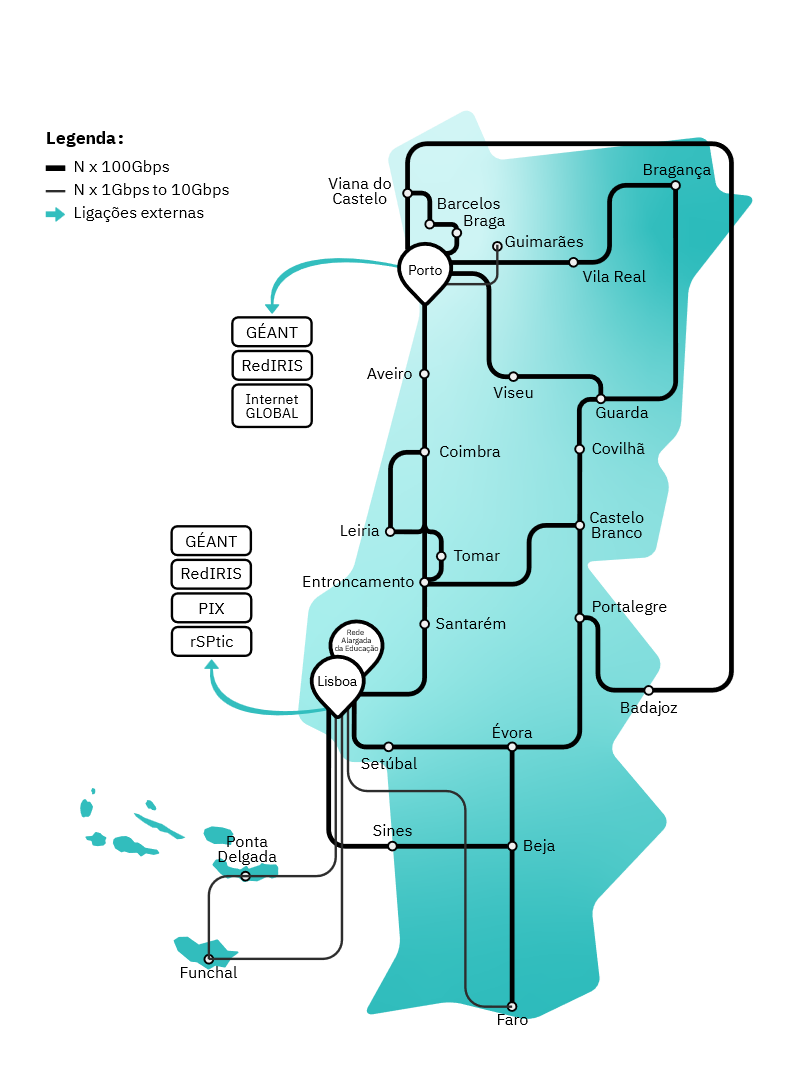 Legenda:
N x 100Gbps
N x 1Gbps to 10Gbps
Ligações externas
Bragança
Viana do
Castelo
Barcelos
Braga
Guimarães
Porto
Vila Real
GÉANT
RedIRIS
Internet
GLOBAL
Aveiro
Viseu
Guarda
Coimbra
Covilhã
Castelo
Branco
Leiria
GÉANT
Tomar
RedIRIS
Entroncamento
PIX
Portalegre
Santarém
rSPtic
Rede
Alargada
da Educação
Lisboa
Badajoz
Évora
Setúbal
Sines
Beja
Ponta
Delgada
Funchal
Faro